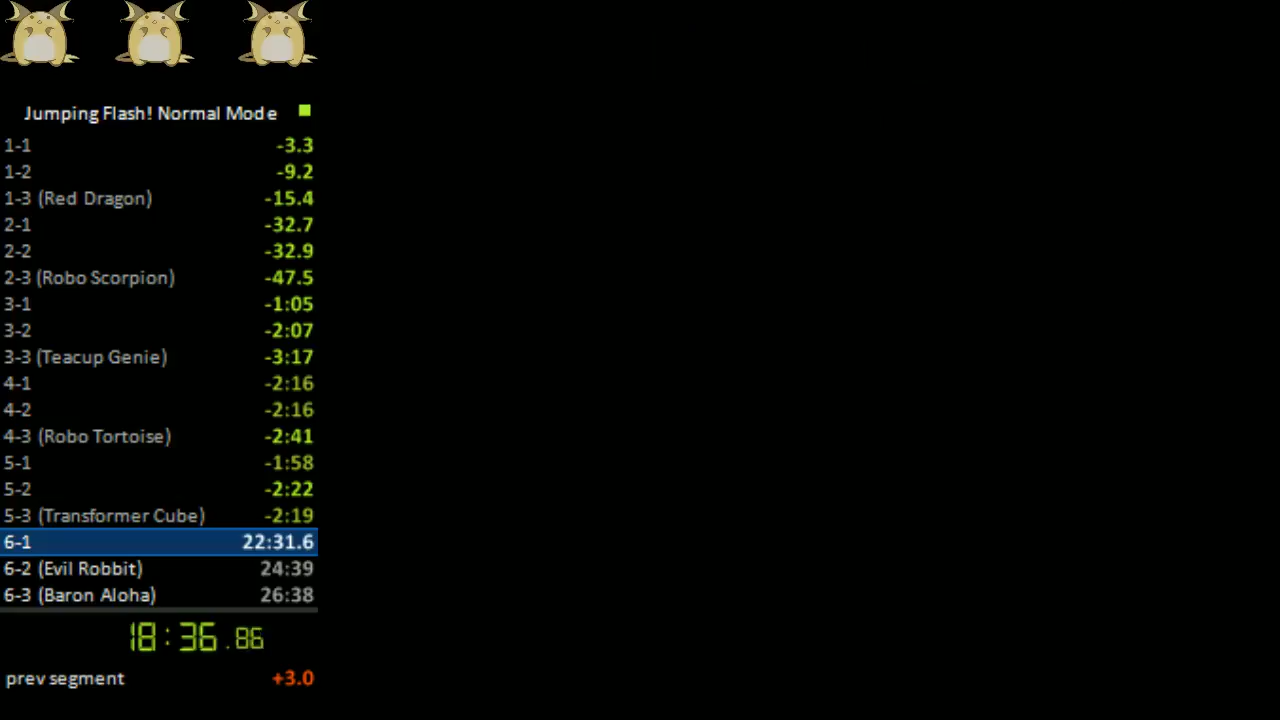 Jumping Flash! Normal Mode
1-1 -3.3
1-2 -9.2
1-3 (Red Dragon) -15.4
2-1 -32.7
2-2 -32.9
2-3 (Robo Scorpion) -47.5
3-1 -1:05
3-2 -2:07
3-3 (Teacup Genie) -3:17
4-1 -2:16
4-2 -2:16
4-3 (Robo Tortoise) -2:41
5-1 -1:58
5-2 -2:22
5-3 (Transformer Cube) -2:19
6-1 22:31.6
6-2 (Evil Robbit) 24:39
6-3 (Baron Aloha) 26:38
18:36.86
prev segment +3.0